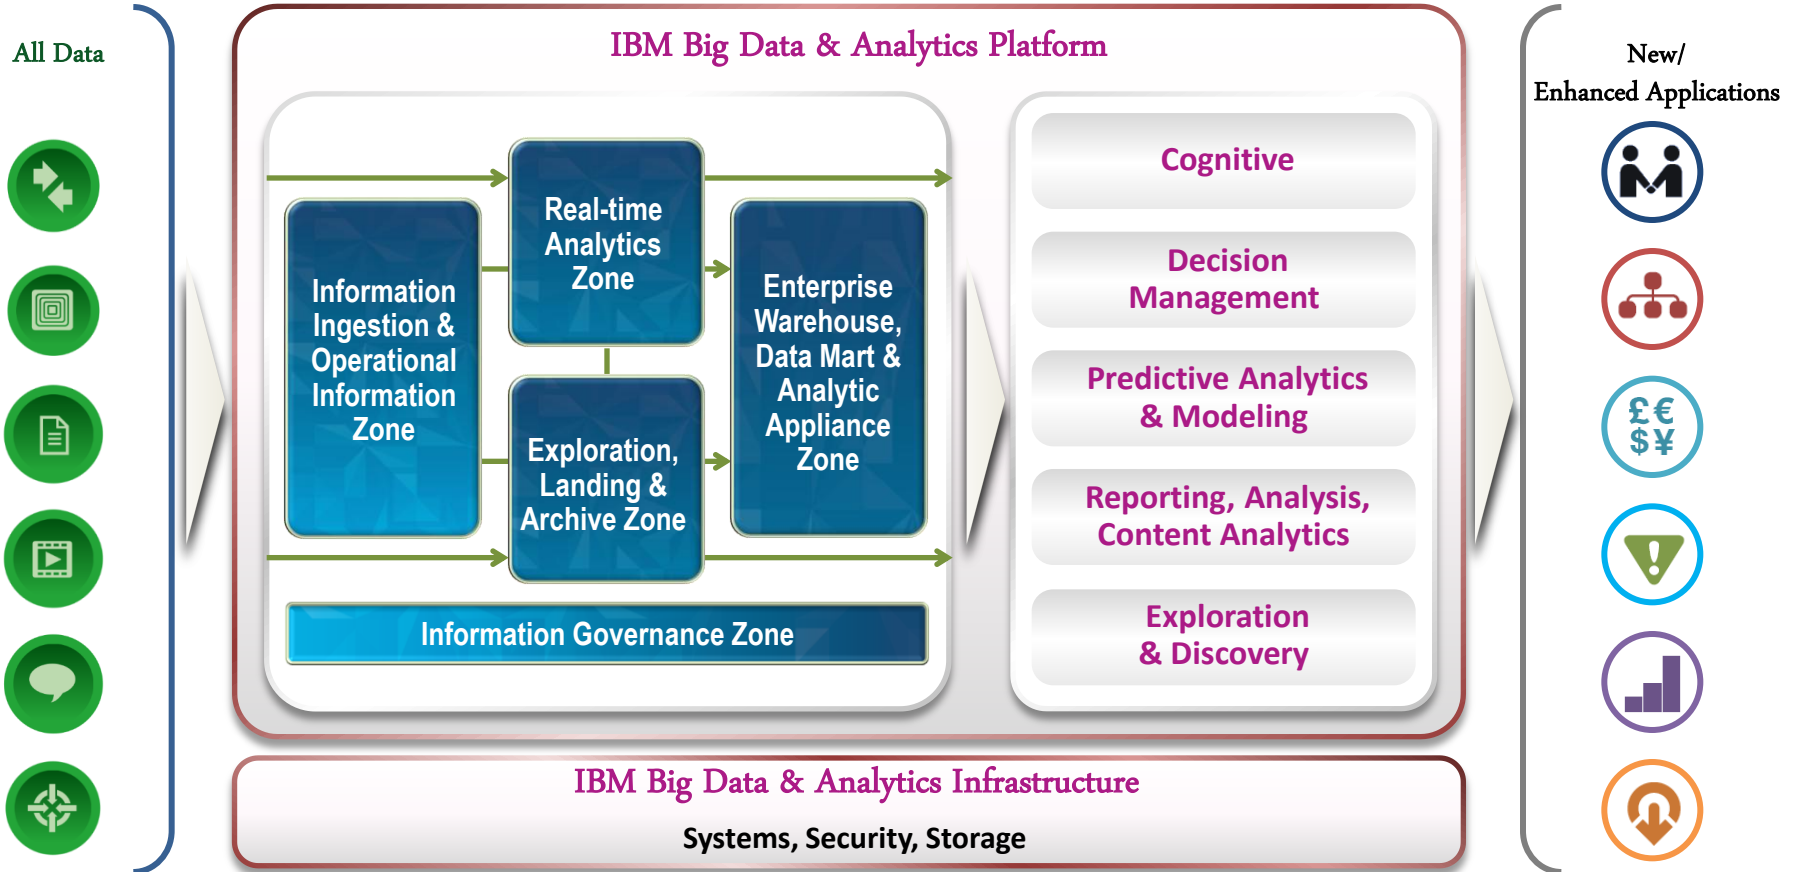 All Data
IBM Big Data & Analytics Platform
New/
Enhanced Applications
Information
Ingestion &
Operational
Information
Zone
Real-time
Analytics
Zone
Exploration,
Landing &
Archive Zone
Enterprise
Warehouse,
Data Mart &
Analytic
Appliance
Zone
Information Governance Zone
Cognitive
Decision
Management
Predictive Analytics
& Modeling
Reporting, Analysis,
Content Analytics
Exploration
& Discovery
£€
$¥
!
IBM Big Data & Analytics Infrastructure
Systems, Security, Storage